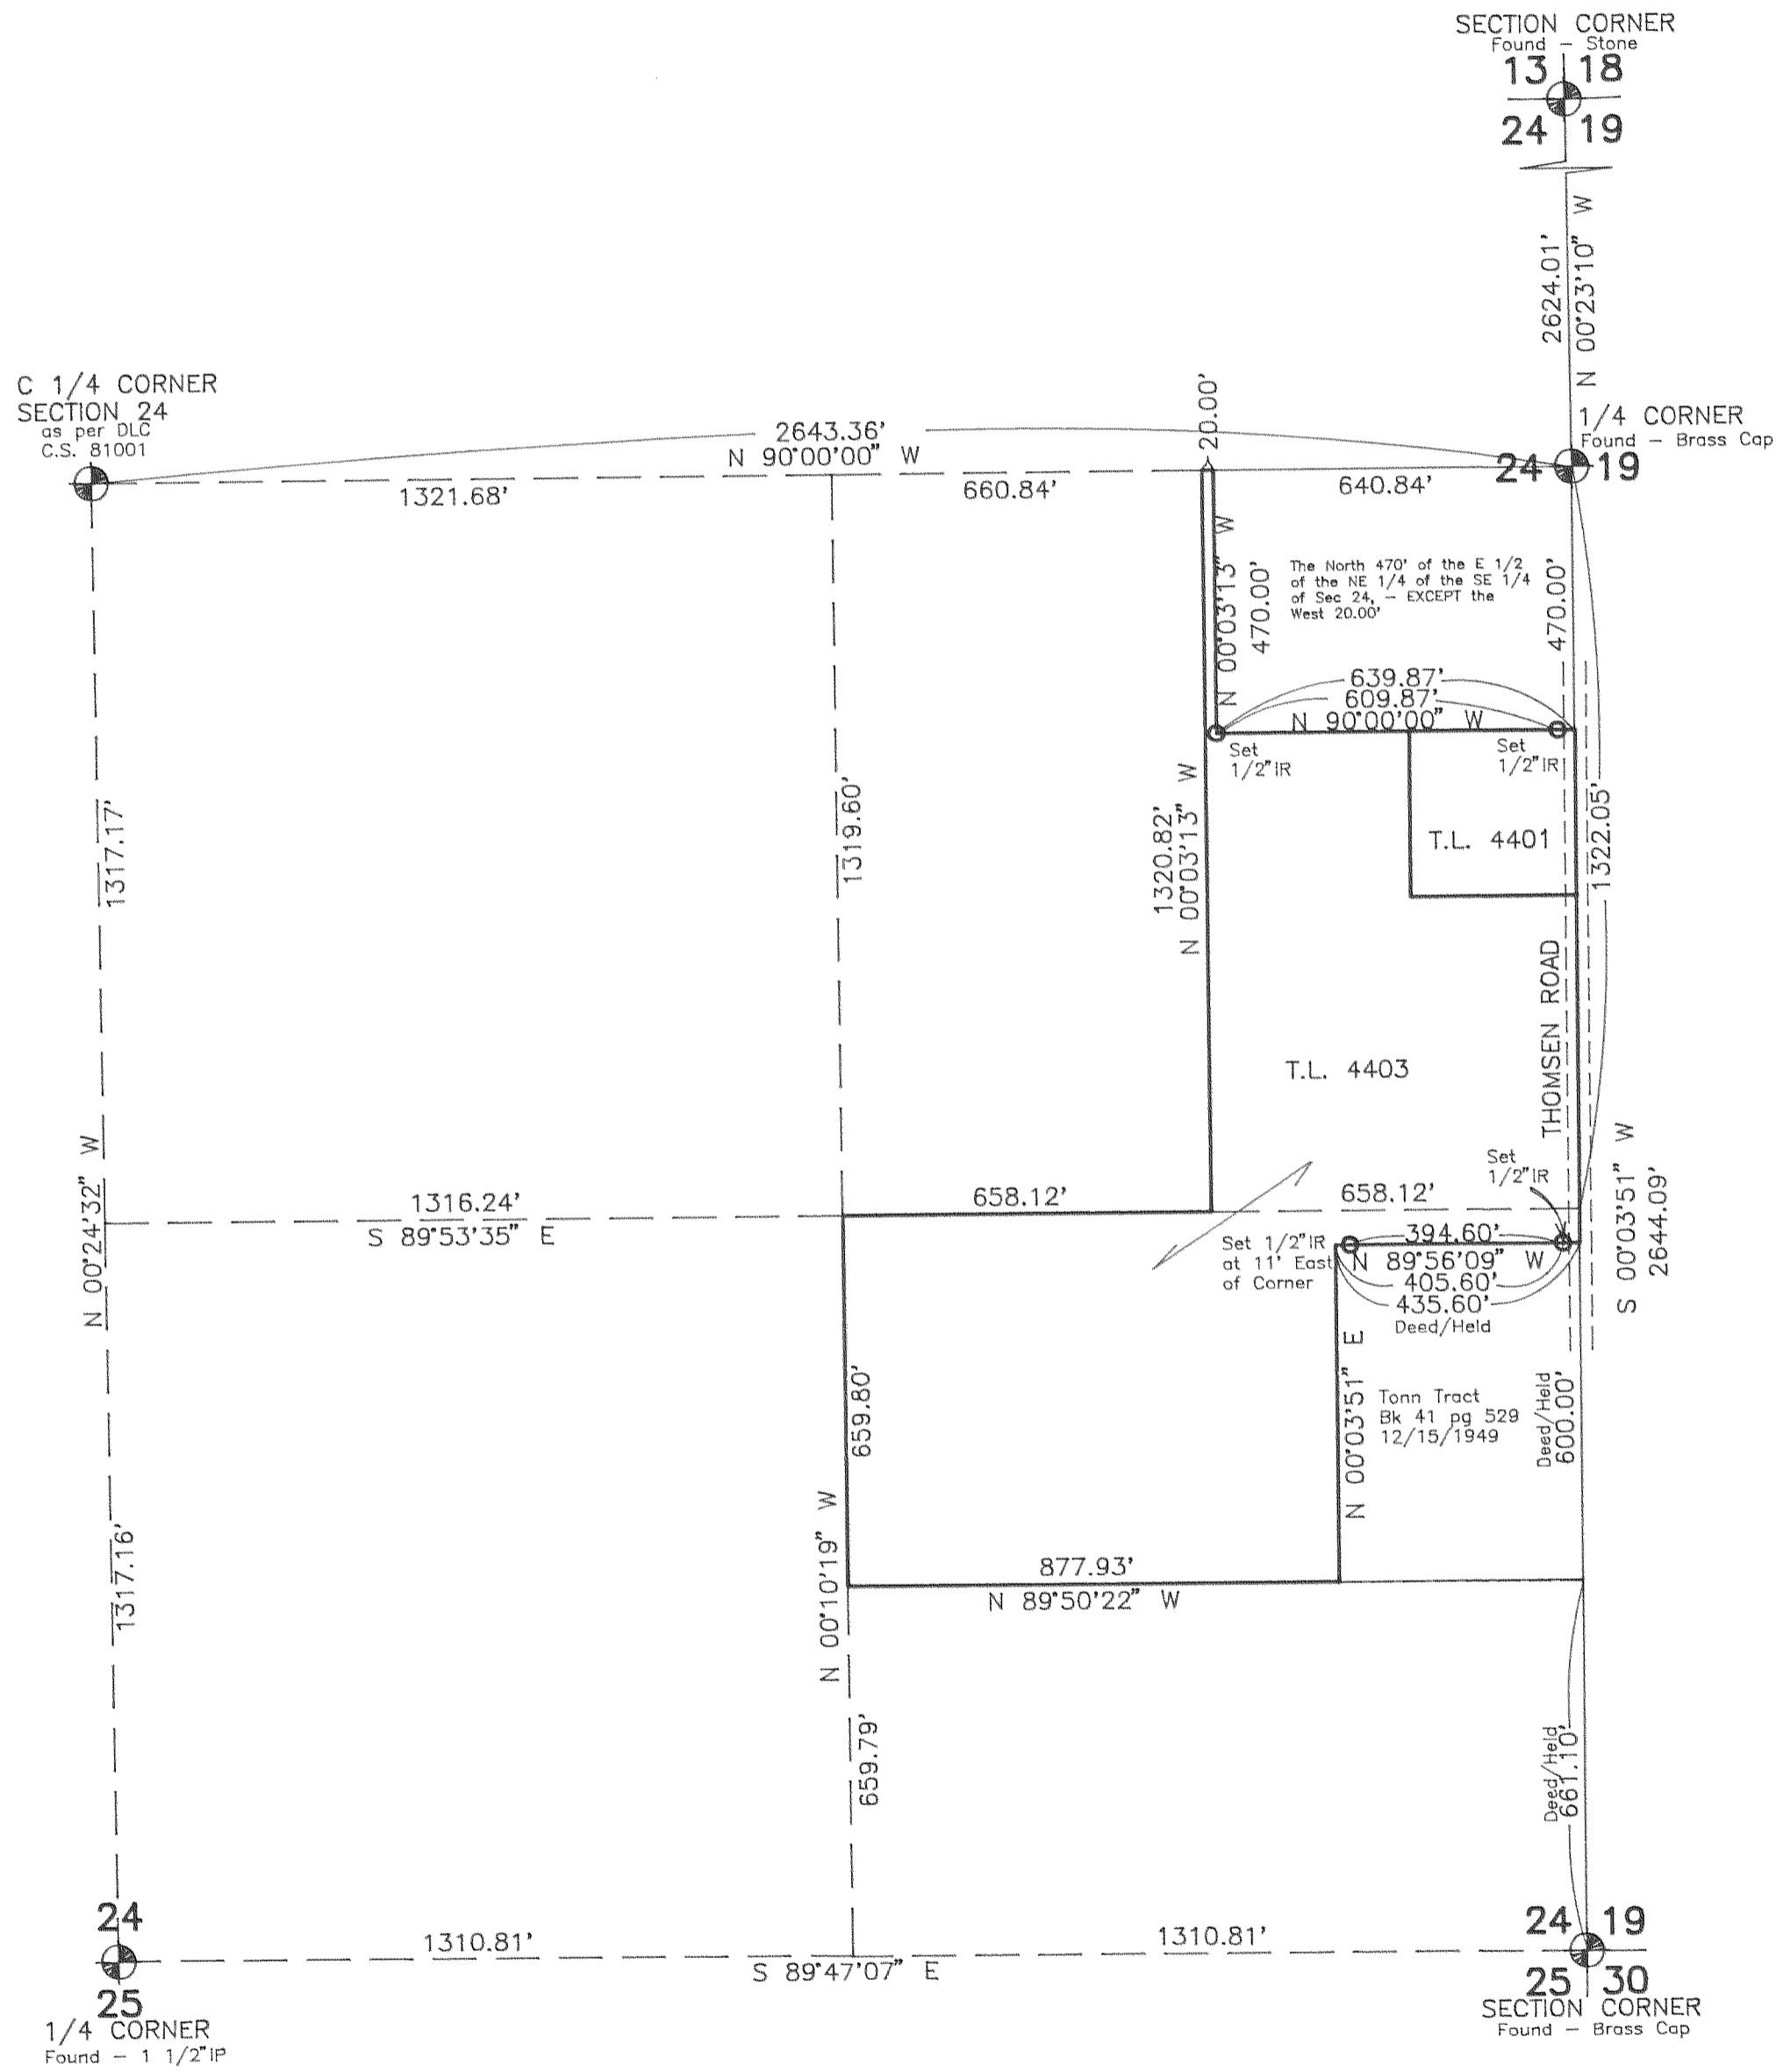 SECTION CORNER
Found - Stone
13 18
24 19
2624.01'
N 00°23'10" W
C 1/4 CORNER
SECTION 24
as per DLC
C.S. 81001
1/4 CORNER
Found - Brass Cap
24 19
2643.36'
N 90°00'00" W
20.00'
1321.68'
660.84'
640.84'
N 00°03'13" W
470.00'
The North 470' of the E 1/2
of the NE 1/4 of the SE 1/4
of Sec 24, - EXCEPT the
West 20.00'
470.00'
639.87'
609.87'
N 90°00'00" W
Set
1/2"IR
Set
1/2"IR
1317.17'
1319.60'
1320.82'
N 00°03'13" W
T.L. 4401
1322.05'
THOMSEN ROAD
T.L. 4403
N 00°24'32" W
1316.24'
S 89°53'35" E
658.12'
658.12'
Set
1/2"IR
S 00°03'51" W
2644.09'
Set 1/2"IR
at 11' East
of Corner
394.60'
N 89°56'09" W
405.60'
435.60'
Deed/Held
N 00°03'51" E
Tonn Tract
Bk 41 pg 529
12/15/1949
Deed/Held
600.00'
659.80'
1317.16'
N 00°10'19" W
877.93'
N 89°50'22" W
659.79'
Deed/Held
661.10'
24
25
1/4 CORNER
Found - 1 1/2"IP
1310.81'
S 89°47'07" E
1310.81'
24 19
25 30
SECTION CORNER
Found - Brass Cap